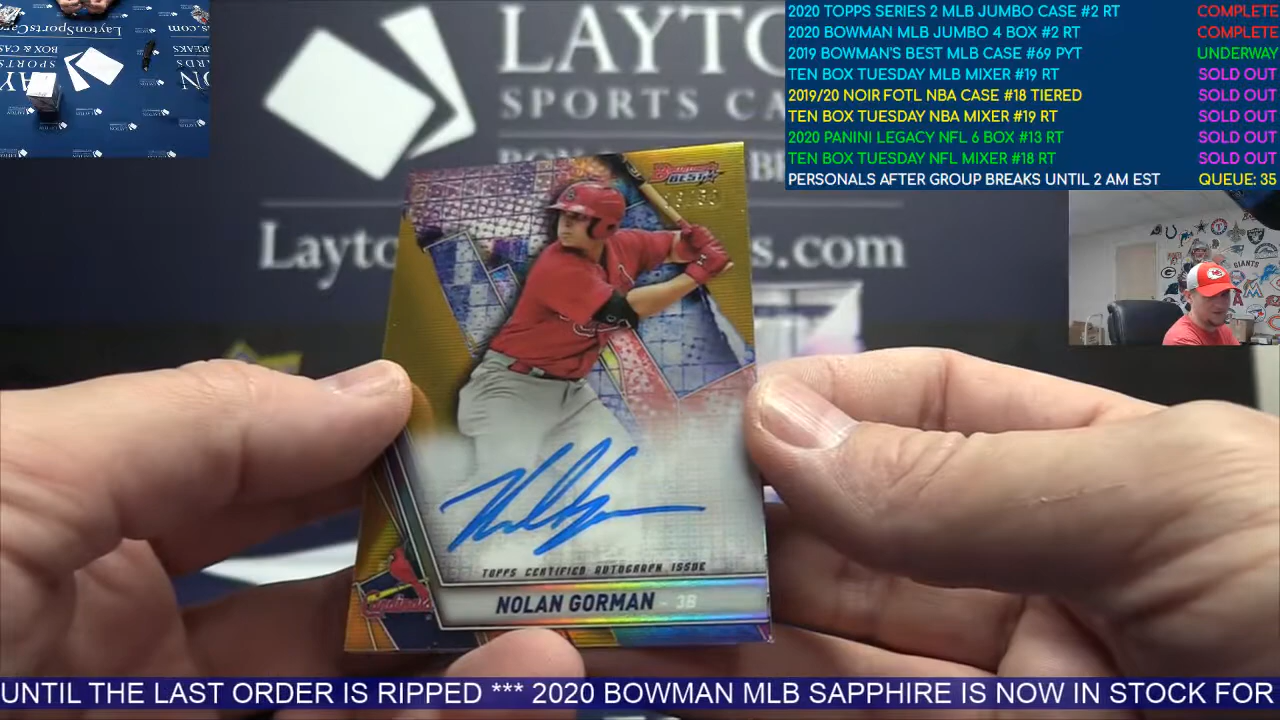 2020 TOPPS SERIES 2 MLB JUMBO CASE #2 RT COMPLETE
2020 BOWMAN MLB JUMBO 4 BOX #2 RT COMPLETE
2019 BOWMAN'S BEST MLB CASE #69 PYT UNDERWAY
TEN BOX TUESDAY MLB MIXER #19 RT SOLD OUT
2019/20 NOIR FOTL NBA CASE #18 TIERED SOLD OUT
TEN BOX TUESDAY NBA MIXER #19 RT SOLD OUT
2020 PANINI LEGACY NFL 6 BOX #13 RT SOLD OUT
TEN BOX TUESDAY NFL MIXER #18 RT SOLD OUT
PERSONALS AFTER GROUP BREAKS UNTIL 2 AM EST QUEUE: 35
LAYTO
SPORTS CA
Layto s.com
Bowman's
BEST
TOPPS CERTIFIED AUTOGRAPH ISSUE
NOLAN GORMAN - 3B
Cardinals
GIANTS
UNTIL THE LAST ORDER IS RIPPED *** 2020 BOWMAN MLB SAPPHIRE IS NOW IN STOCK FOR